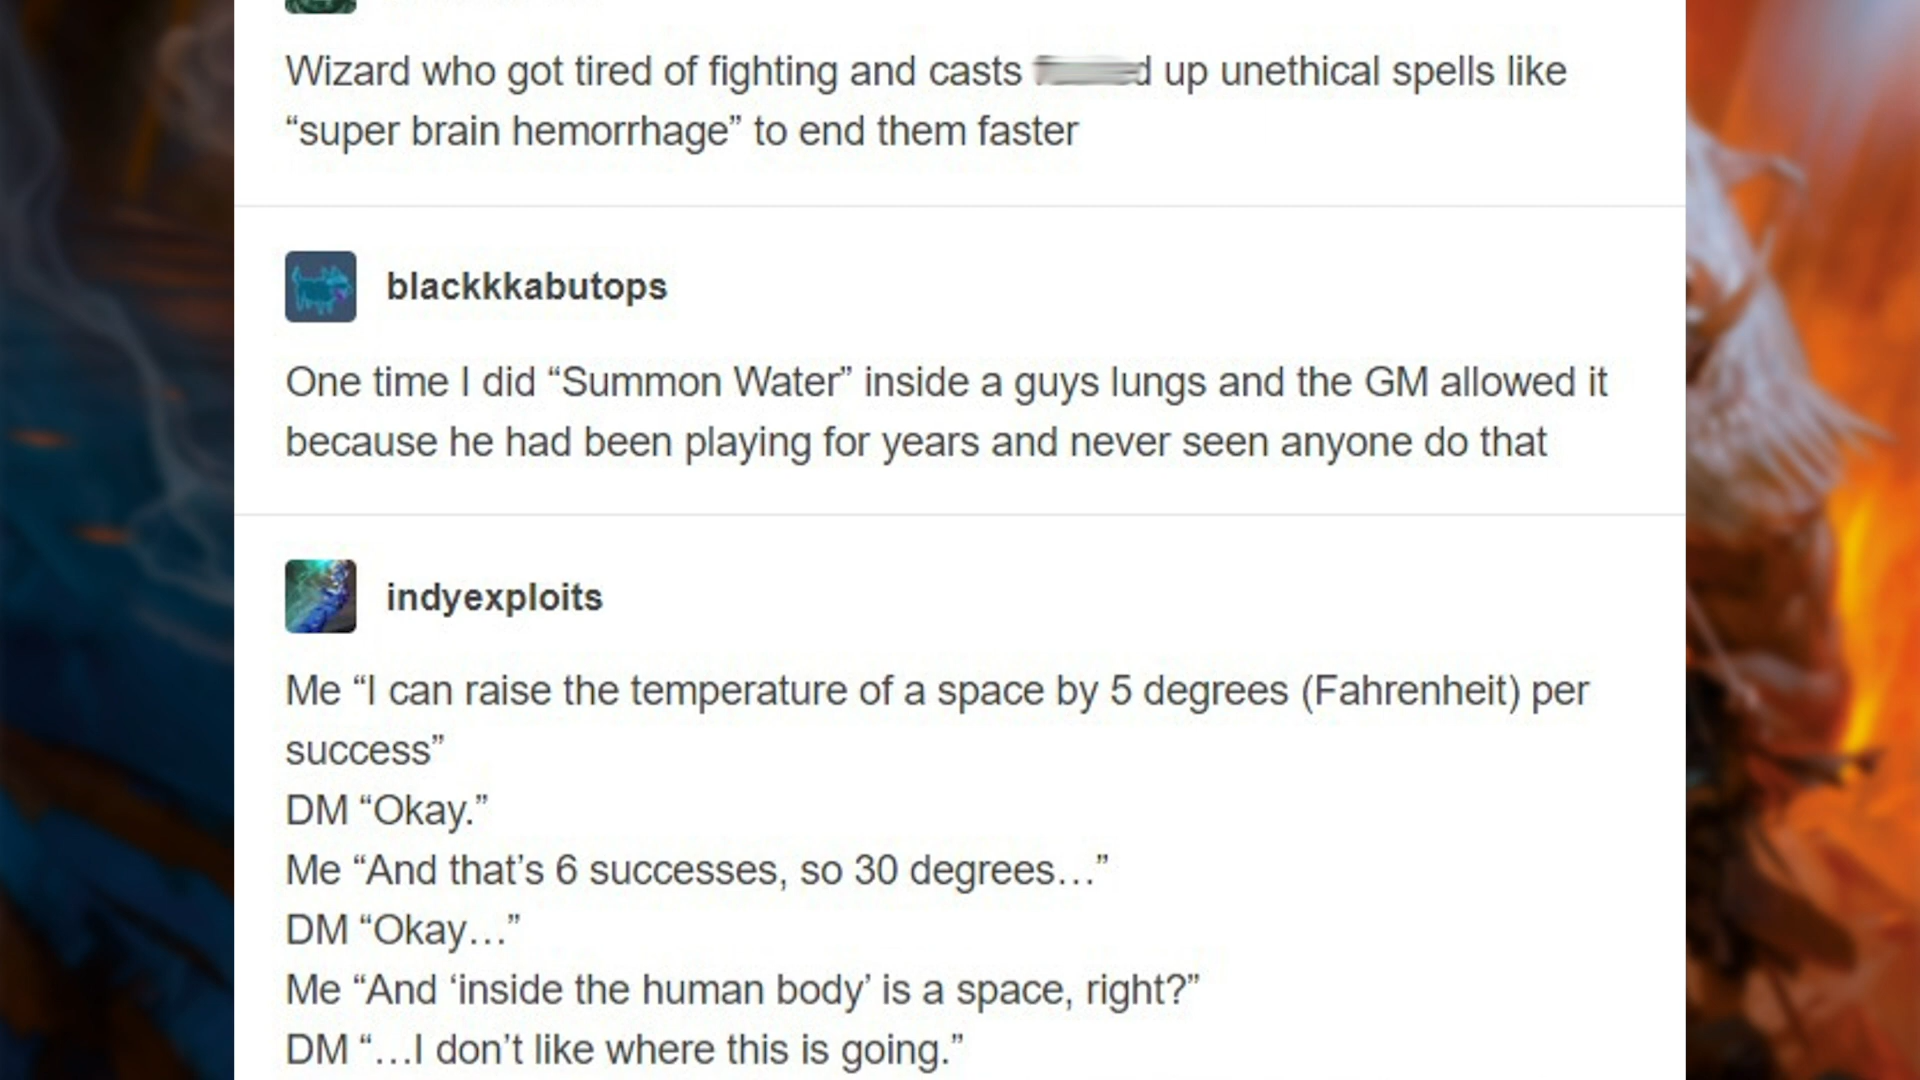 Wizard who got tired of fighting and casts up unethical spells like
“super brain hemorrhage” to end them faster
blackkkabutops
One time I did “Summon Water” inside a guys lungs and the GM allowed it
because he had been playing for years and never seen anyone do that
indyexploits
Me “I can raise the temperature of a space by 5 degrees (Fahrenheit) per
success”
DM “Okay.”
Me “And that’s 6 successes, so 30 degrees…”
DM “Okay…”
Me “And ‘inside the human body’ is a space, right?”
DM “…I don’t like where this is going.”